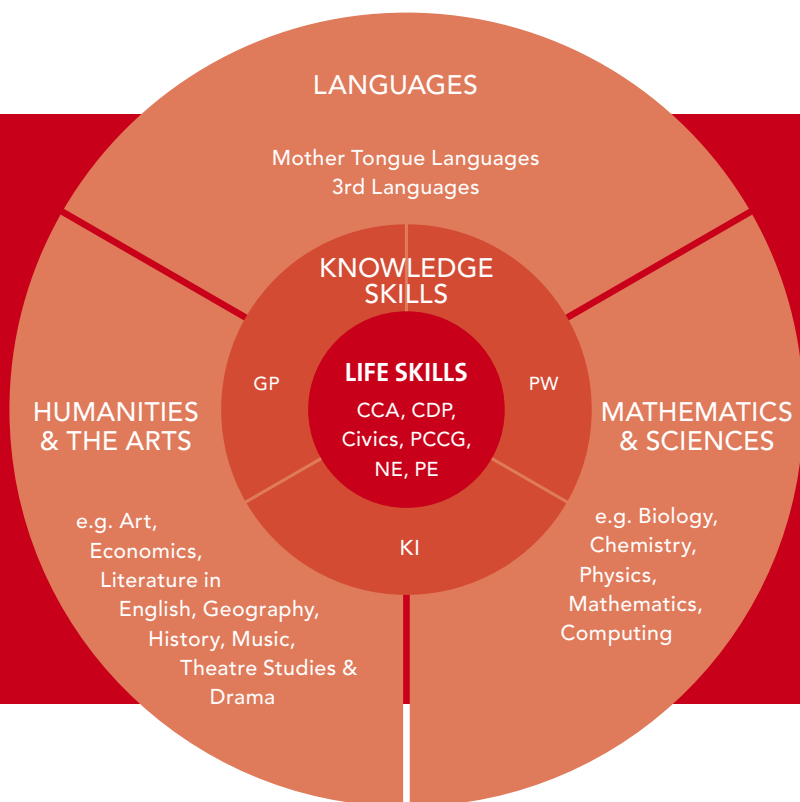 LANGUAGES
Mother Tongue Languages
3rd Languages
KNOWLEDGE
SKILLS
GP
PW
LIFE SKILLS
CCA, CDP,
Civics, PCCG,
NE, PE
KI
HUMANITIES
& THE ARTS
e.g. Art,
Economics,
Literature in
English, Geography,
History, Music,
Theatre Studies &
Drama
MATHEMATICS
& SCIENCES
e.g. Biology,
Chemistry,
Physics,
Mathematics,
Computing